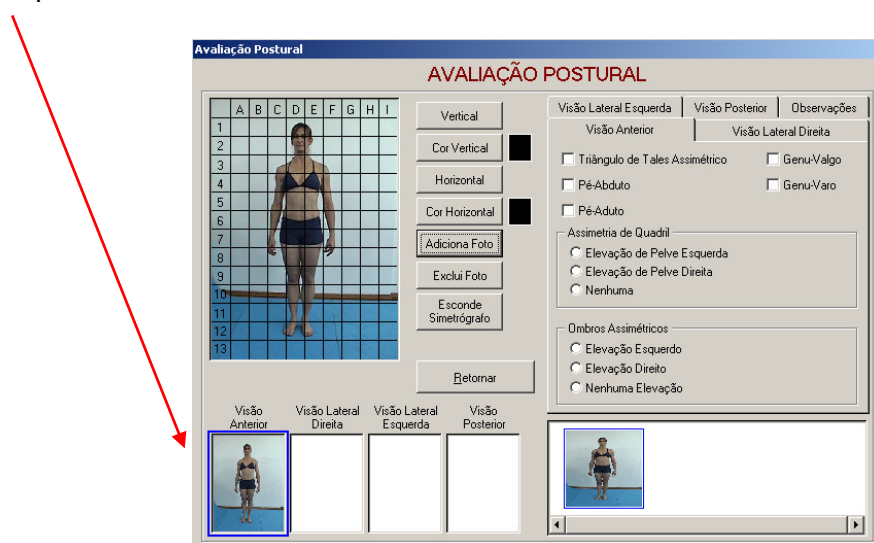 Avaliação Postural
AVALIAÇÃO POSTURAL
A B C D E F G H I
1
2
3
4
5
6
7
8
9
10
11
12
13
Vertical
Cor Vertical
Horizontal
Cor Horizontal
Adiciona Foto
Exclui Foto
Esconde
Simetrógrafo
Retornar
Visão Lateral Esquerda Visão Posterior Observações
Visão Anterior Visão Lateral Direita
Triângulo de Tales Assimétrico Genu-Valgo
Pé-Abduto Genu-Varo
Pé-Aduto
Assimetria de Quadril
Elevação de Pelve Esquerda
Elevação de Pelve Direita
Nenhuma
Ombros Assimétricos
Elevação Esquerdo
Elevação Direito
Nenhuma Elevação
Visão Anterior
Visão Lateral Direita
Visão Lateral Esquerda
Visão Posterior